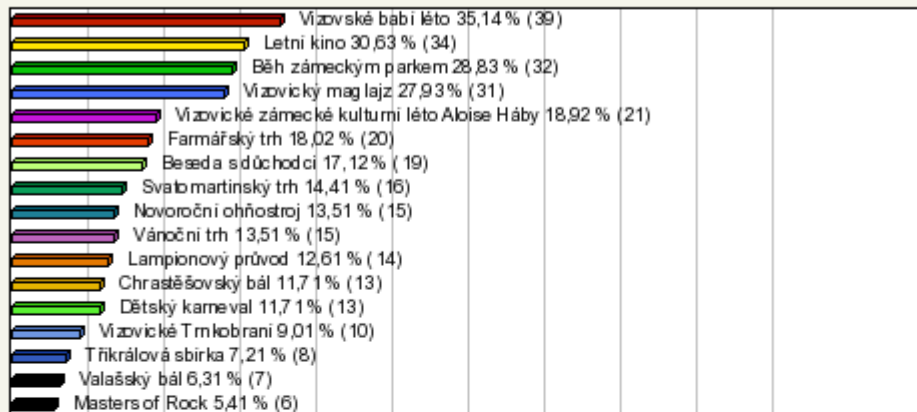 Vizovské babí léto 35,14 % (39)
Letní kino 30,63 % (34)
Běh zámeckým parkem 28,83 % (32)
Vizovický maglajz 27,93 % (31)
Vizovické zámecké kulturní léto Aloise Háby 18,92 % (21)
Farmářský trh 18,02 % (20)
Beseda s důchodci 17,12 % (19)
Svatomartinský trh 14,41 % (16)
Novoroční ohňostroj 13,51 % (15)
Vánoční trh 13,51 % (15)
Lampionový průvod 12,61 % (14)
Chrastěšovský bál 11,71 % (13)
Dětský karneval 11,71 % (13)
Vizovické Trnkobraní 9,01 % (10)
Tříkrálová sbírka 7,21 % (8)
Valašský bál 6,31 % (7)
Masters of Rock 5,41 % (6)